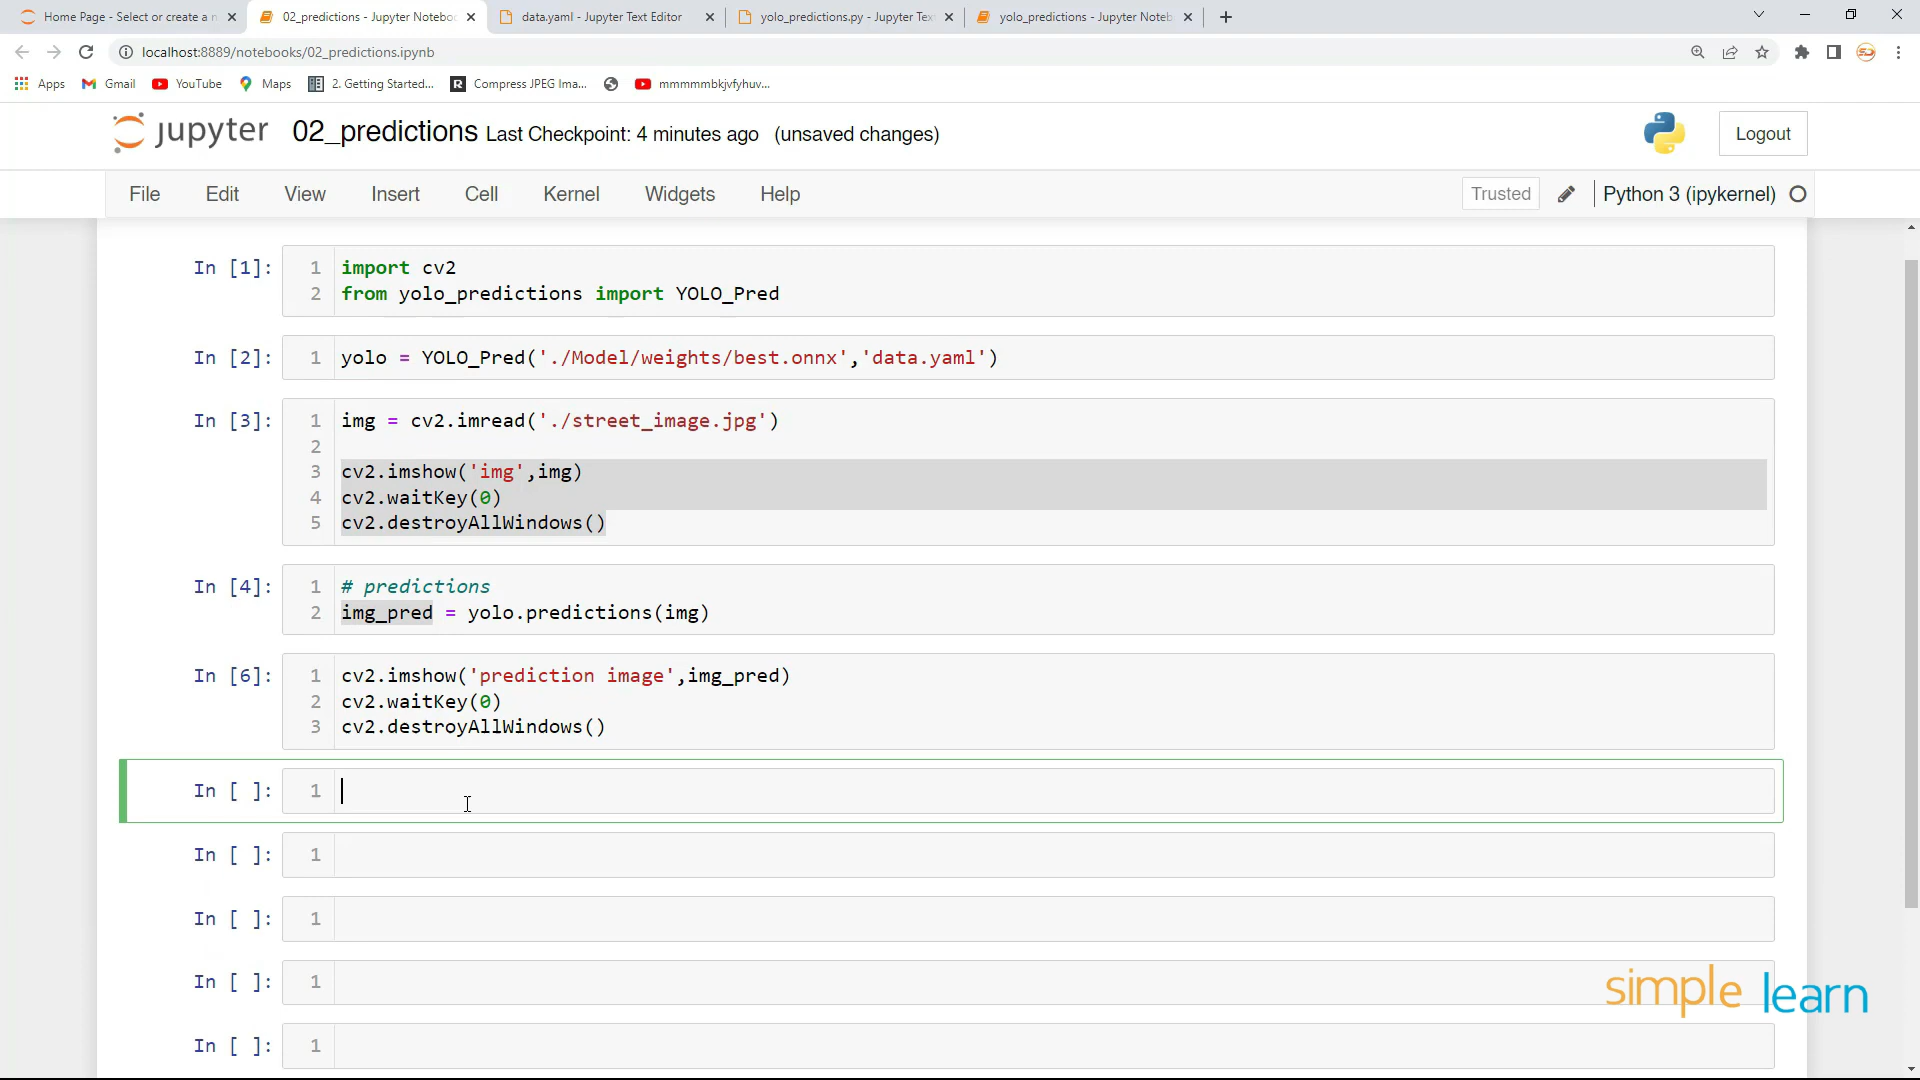 Home Page - Select or create a n
02_predictions - Jupyter Noteboo
data.yaml - Jupyter Text Editor
yolo_predictions.py - Jupyter Tex
yolo_predictions - Jupyter Noteb
localhost:8889/notebooks/02_predictions.ipynb
Apps
Gmail
YouTube
Maps
2. Getting Started...
R
Compress JPEG Ima...
mmmmmbkjvfyhuv...
jupyter
02_predictions Last Checkpoint: 4 minutes ago (unsaved changes)
Logout
File
Edit
View
Insert
Cell
Kernel
Widgets
Help
Trusted
Python 3 (ipykernel)
In [1]:
1 import cv2
2 from yolo_predictions import YOLO_Pred
In [2]:
1 yolo = YOLO_Pred('./Model/weights/best.onnx','data.yaml')
In [3]:
1 img = cv2.imread('./street_image.jpg')
2
3 cv2.imshow('img',img)
4 cv2.waitKey(0)
5 cv2.destroyAllWindows()
In [4]:
1 # predictions
2 img_pred = yolo.predictions(img)
In [6]:
1 cv2.imshow('prediction image',img_pred)
2 cv2.waitKey(0)
3 cv2.destroyAllWindows()
In [ ]:
1
In [ ]:
1
In [ ]:
1
In [ ]:
1
In [ ]:
1
simple learn